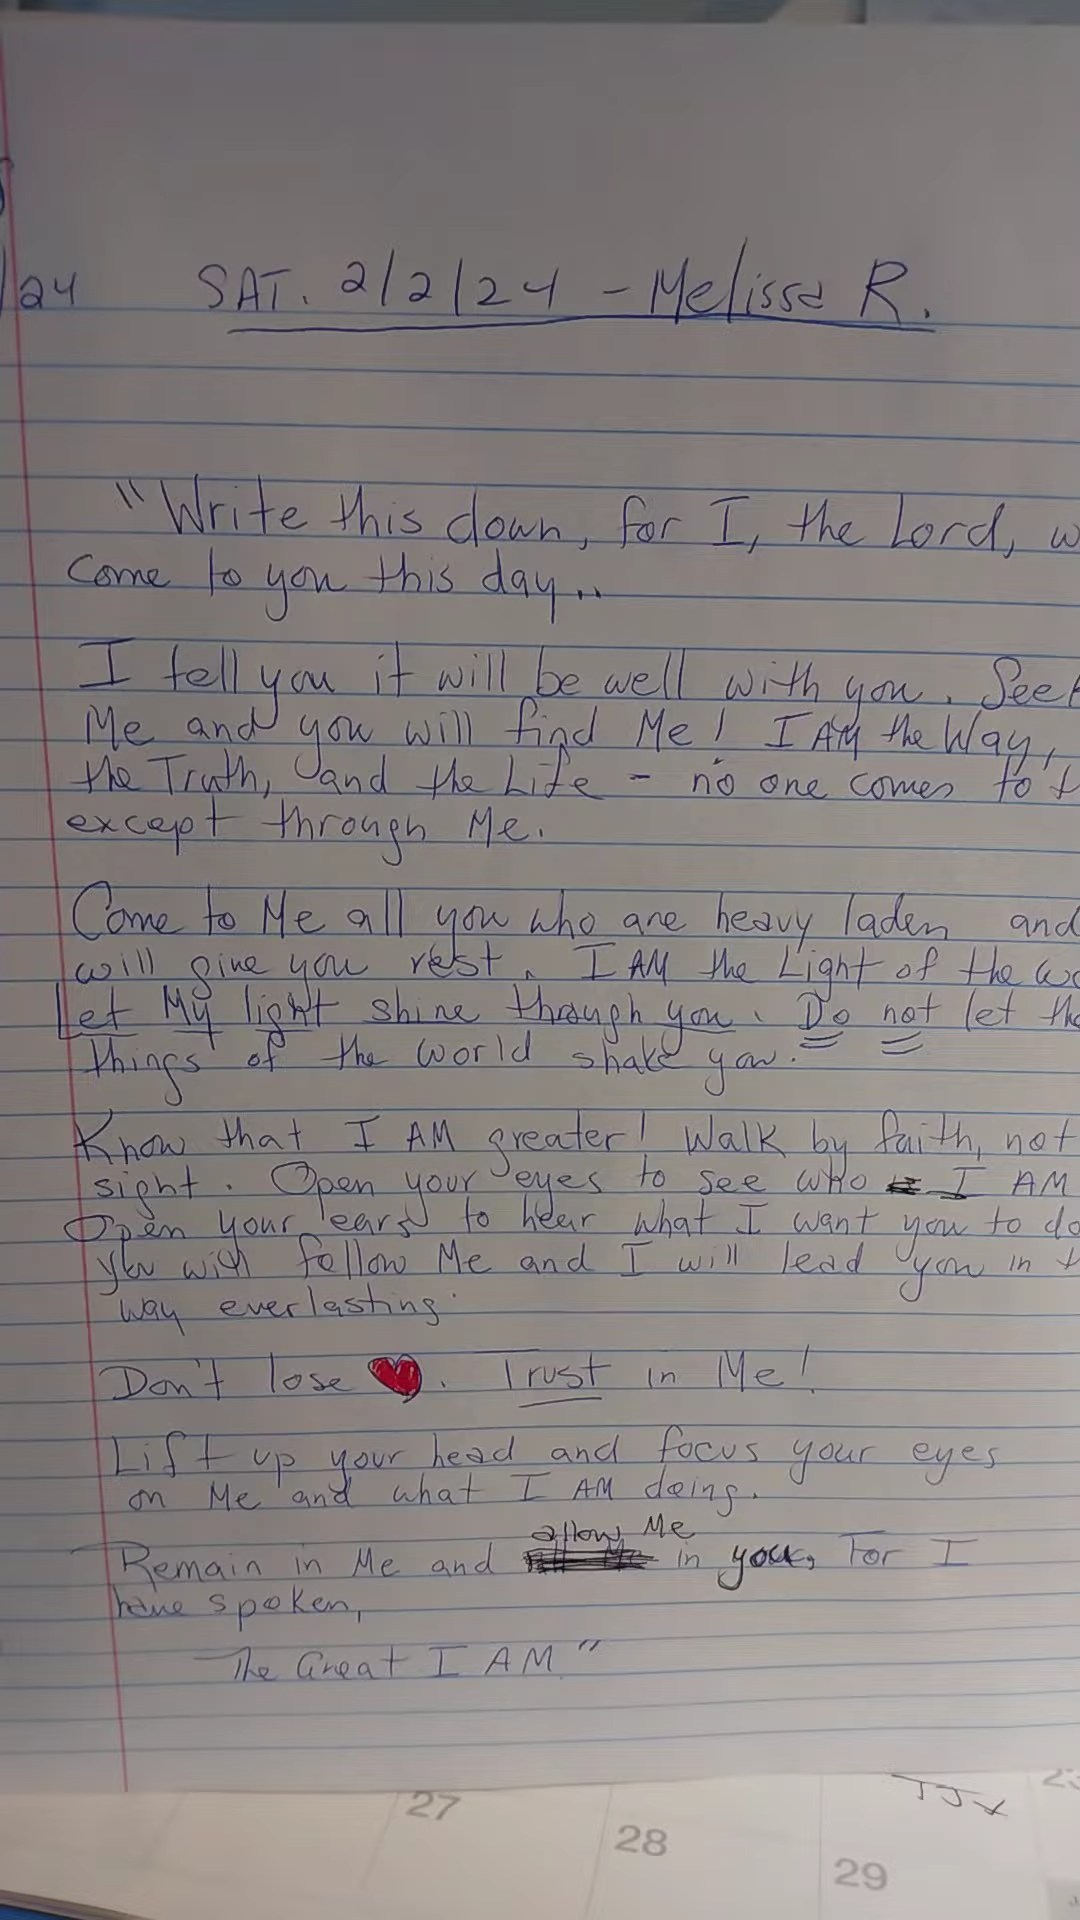 24 SAT. 2/2/24 - Melissa R.
"Write this down, for I, the Lord, w
come to you this day..
I tell you it will be well with you. Seek
Me and you will find Me! I AM the Way,
the Truth, and the Life - no one comes to t
except through Me.
Come to Me all you who are heavy laden and
will give you rest. I AM the Light of the wo
Let My light shine through you. Do not let the
things of the world shake you.
Know that I AM greater! Walk by faith, not
sight. Open your eyes to see who I AM
Open your ears to hear what I want you to do
you will follow Me and I will lead you in t
way everlasting.
Don't lose ❤. Trust in Me!
Lift up your head and focus your eyes
on Me and what I AM doing.
allow Me
Remain in Me and in you, For I
have spoken,
The Great I AM."
TJX
27
28
29